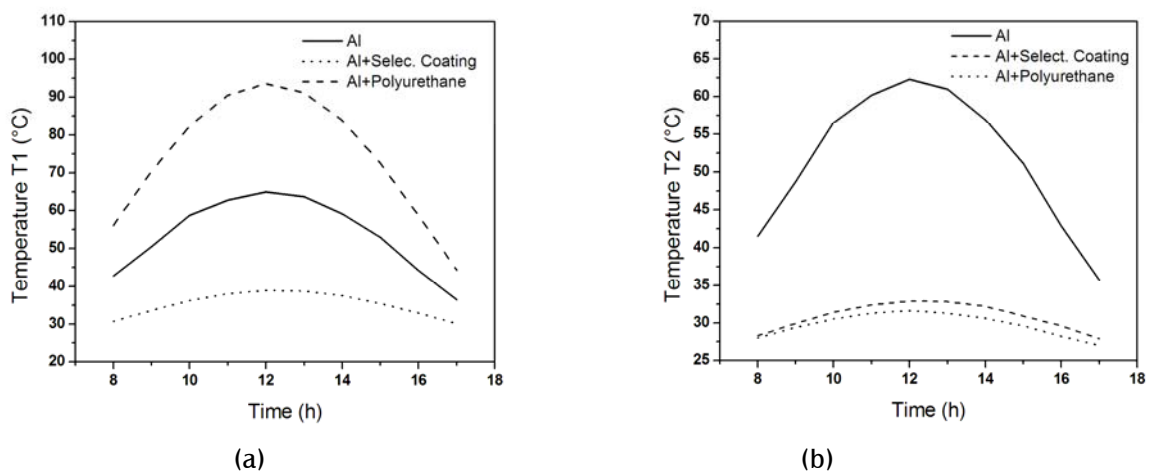 110
100
90
80
70
60
50
40
30
20
Temperature T1 (°C)
Al
Al+Selec. Coating
Al+Polyurethane
8
10
12
14
16
18
Time (h)
(a)
70
65
60
55
50
45
40
35
30
25
Temperature T2 (°C)
Al
Al+Select. Coating
Al+Polyurethane
8
10
12
14
16
18
Time (h)
(b)